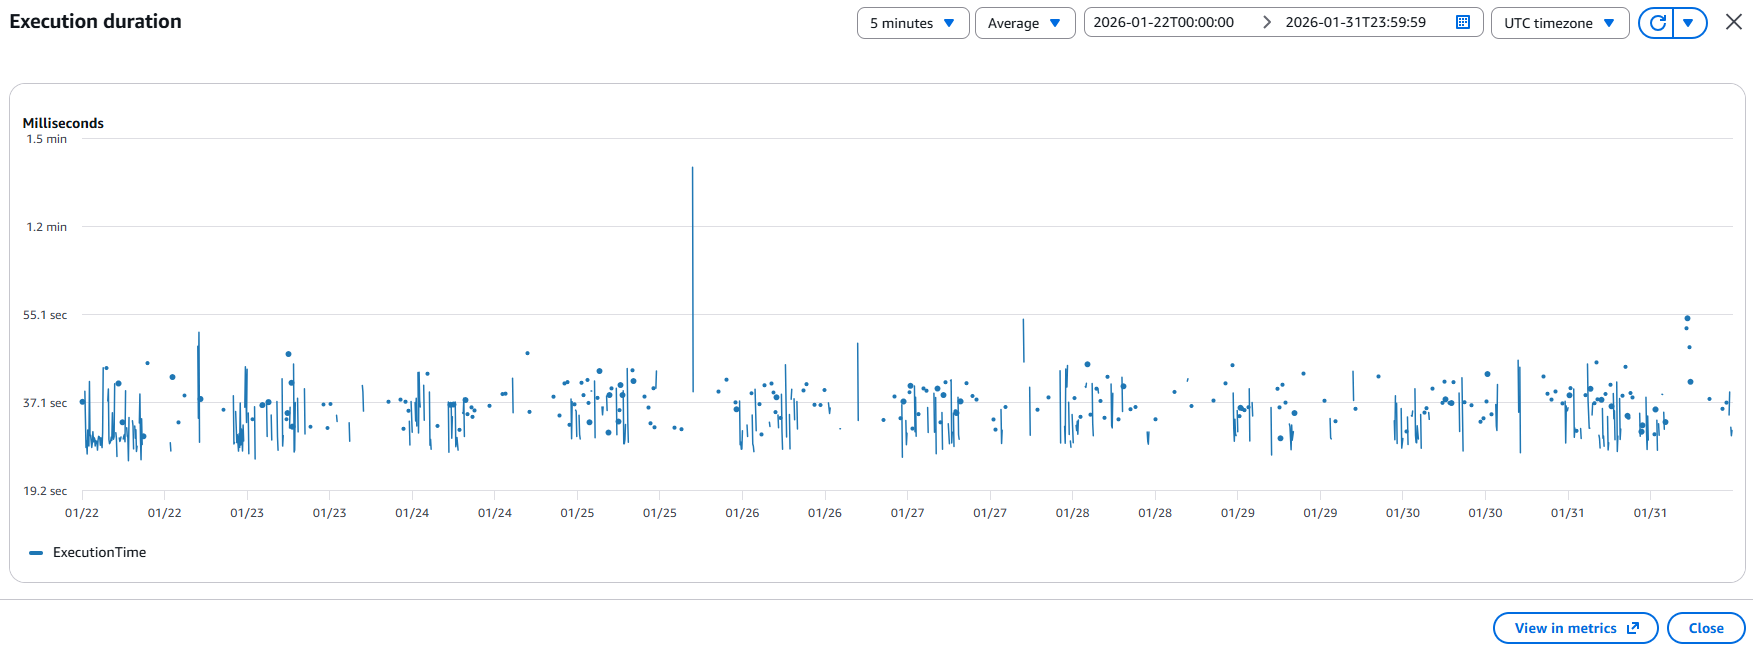 Execution duration
5 minutes
Average
2026-01-22T00:00:00
2026-01-31T23:59:59
UTC timezone
Milliseconds
1.5 min
1.2 min
55.1 sec
37.1 sec
19.2 sec
01/22 01/22 01/23 01/23 01/24 01/24 01/25 01/25 01/26 01/26 01/27 01/27 01/28 01/28 01/29 01/29 01/30 01/30 01/31 01/31
ExecutionTime
View in metrics
Close